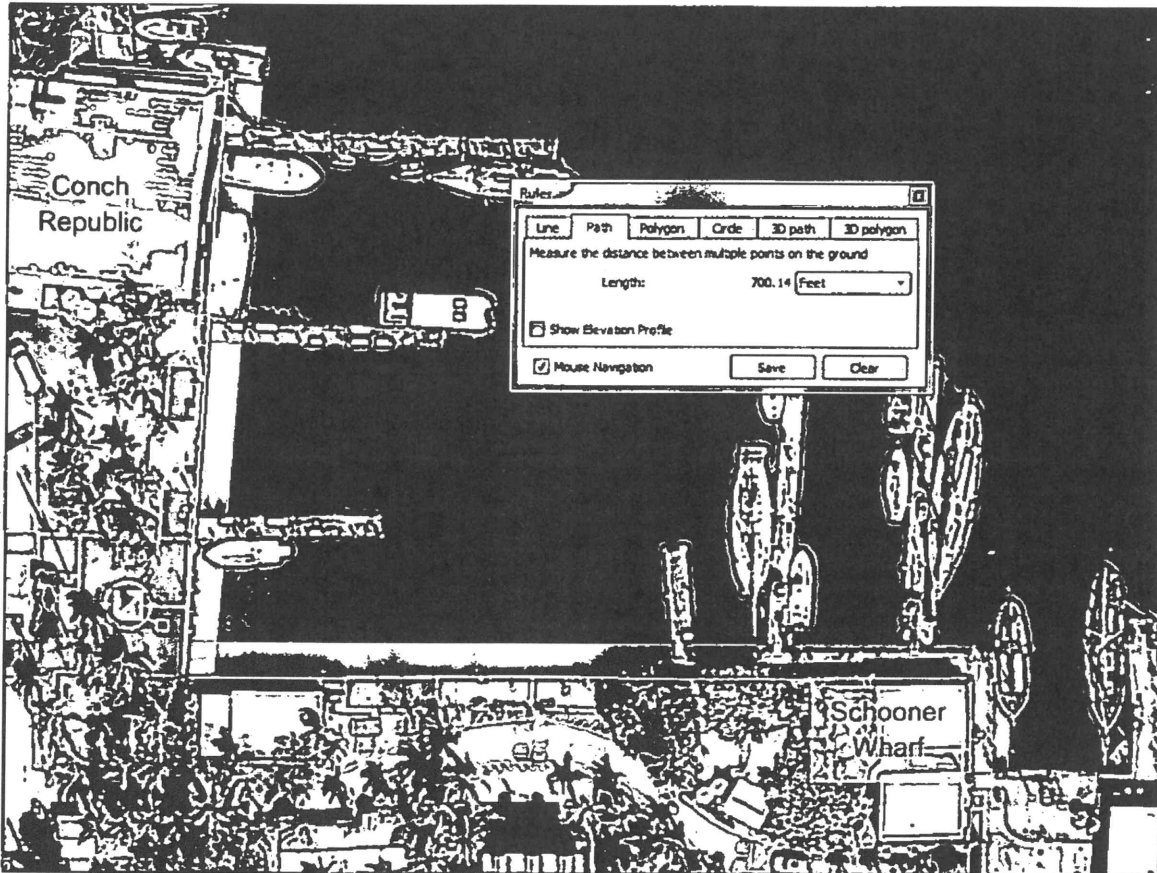 Conch
Republic
Ruler
Line Path Polygon Circle 3D path 3D polygon
Measure the distance between multiple points on the ground
Length: 700.14 Feet
Show Elevation Profile
Mouse Navigation Save Clear
Schooner
Wharf